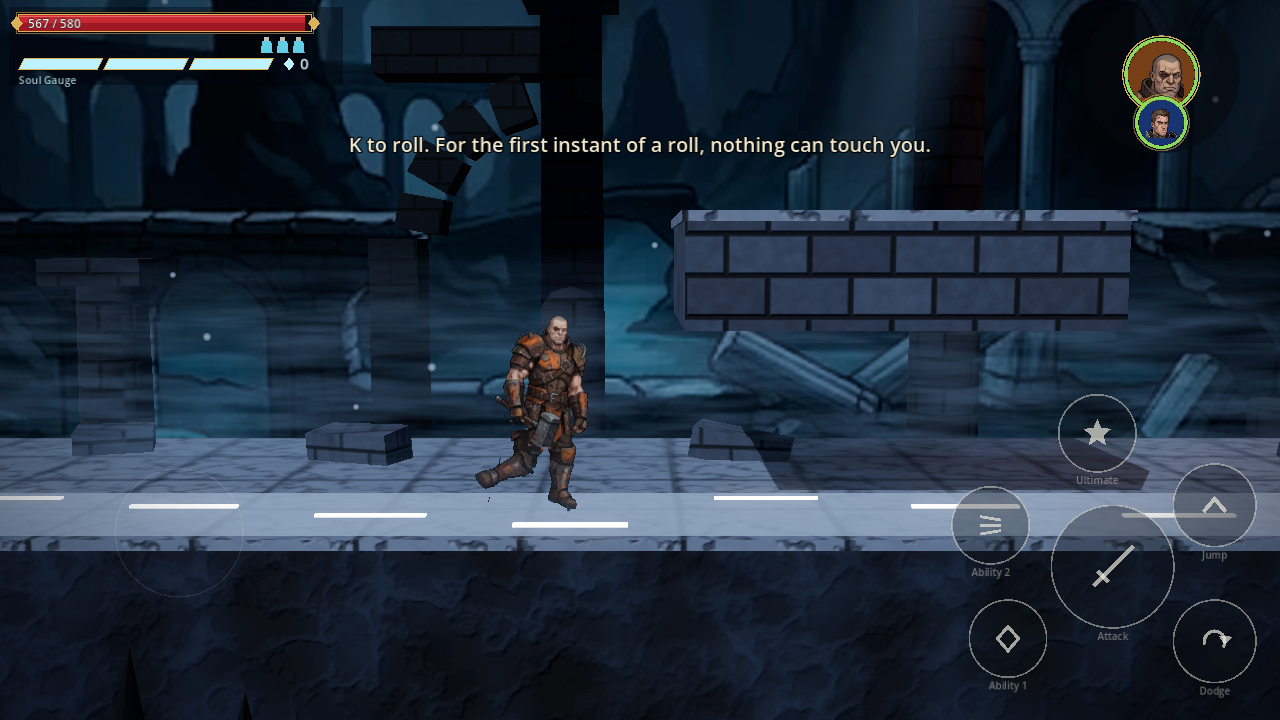 567 / 580
0
Soul Gauge
K to roll. For the first instant of a roll, nothing can touch you.
Ultimate
Jump
Ability 2
Attack
Ability 1
Dodge